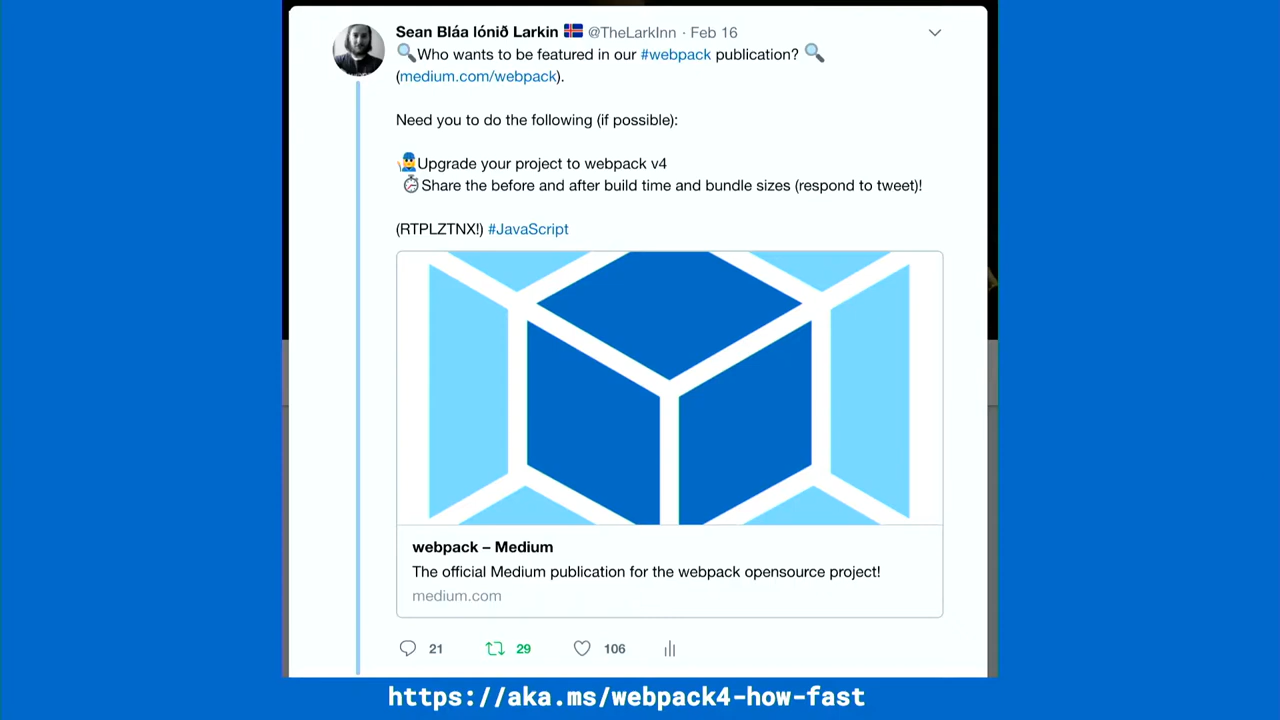 Sean Bláa lónið Larkin 🇮🇸 @TheLarkInn · Feb 16
🔍Who wants to be featured in our #webpack publication? 🔍
(medium.com/webpack).
Need you to do the following (if possible):
👷Upgrade your project to webpack v4
⏱Share the before and after build time and bundle sizes (respond to tweet)!
(RTPLZTNX!) #JavaScript
webpack – Medium
The official Medium publication for the webpack opensource project!
medium.com
21 29 106
https://aka.ms/webpack4-how-fast